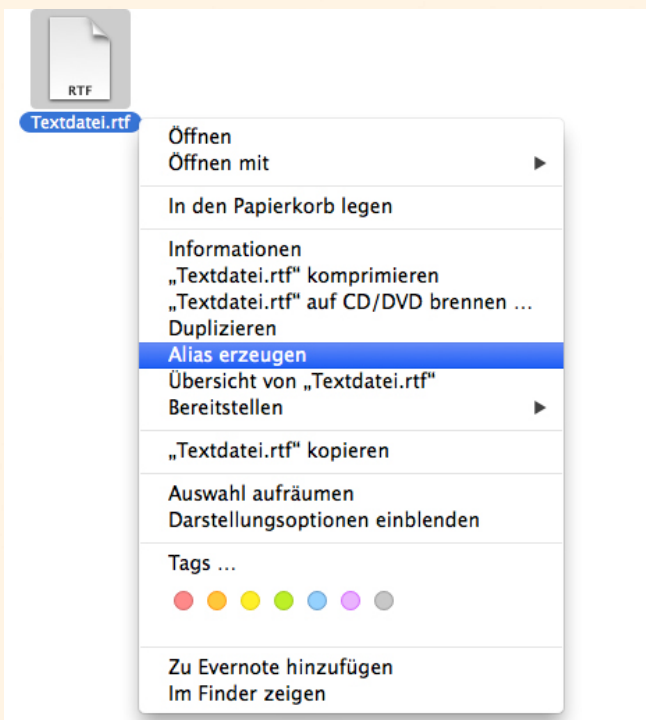 RTF
Textdatei.rtf
Öffnen
Öffnen mit
In den Papierkorb legen
Informationen
„Textdatei.rtf“ komprimieren
„Textdatei.rtf“ auf CD/DVD brennen ...
Duplizieren
Alias erzeugen
Übersicht von „Textdatei.rtf“
Bereitstellen
„Textdatei.rtf“ kopieren
Auswahl aufräumen
Darstellungsoptionen einblenden
Tags ...
Zu Evernote hinzufügen
Im Finder zeigen